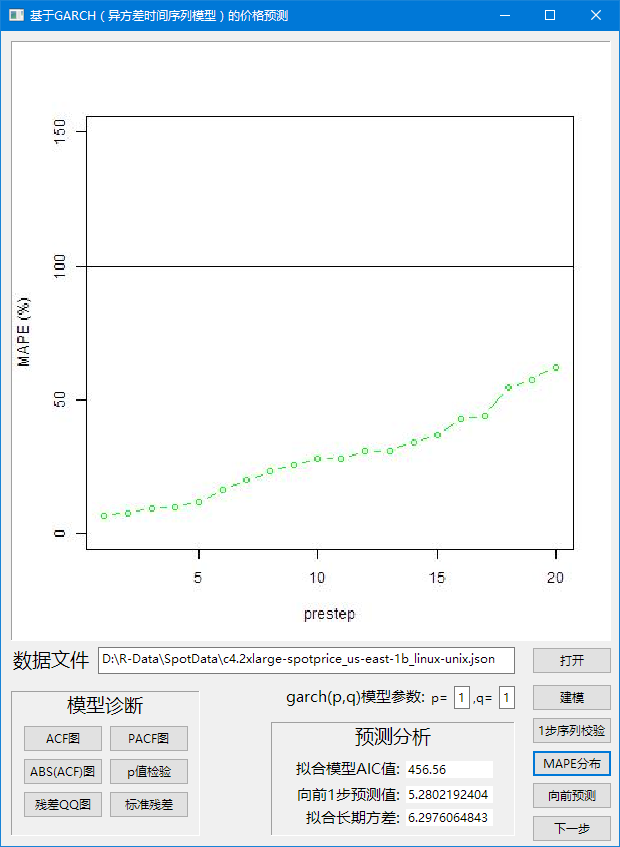 基于GARCH（异方差时间序列模型）的价格预测
150
100
50
0
MAPE (%)
5 10 15 20
prestep
数据文件 D:\R-Data\SpotData\c4.2xlarge-spotprice_us-east-1b_linux-unix.json 打开
模型诊断
ACF图 PACF图
ABS(ACF)图 p值检验
残差QQ图 标准残差
garch(p,q)模型参数: p= 1 ,q= 1
预测分析
拟合模型AIC值: 456.56
向前1步预测值: 5.2802192404
拟合长期方差: 6.2976064843
建模
1步序列校验
MAPE分布
向前预测
下一步